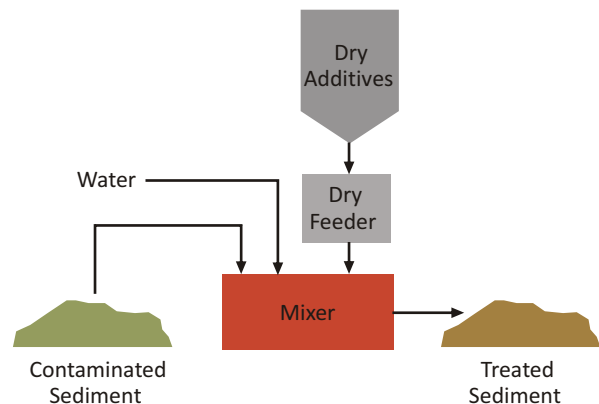 Dry
Additives
Water
Dry
Feeder
Mixer
Contaminated
Sediment
Treated
Sediment